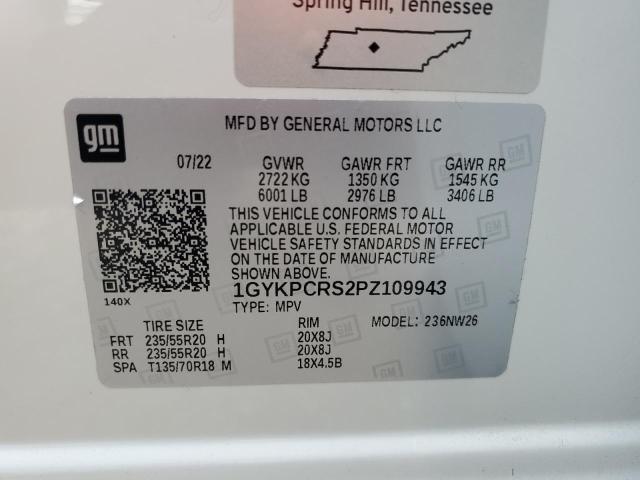 Spring Hill, Tennessee
gm
MFD BY GENERAL MOTORS LLC
07/22 GVWR GAWR FRT GAWR RR
2722 KG 1350 KG 1545 KG
6001 LB 2976 LB 3406 LB
THIS VEHICLE CONFORMS TO ALL
APPLICABLE U.S. FEDERAL MOTOR
VEHICLE SAFETY STANDARDS IN EFFECT
ON THE DATE OF MANUFACTURE
SHOWN ABOVE.
1GYKPCRS2PZ109943
140X
TYPE: MPV MODEL: 236NW26
TIRE SIZE RIM
FRT 235/55R20 H 20X8J
RR 235/55R20 H 20X8J
SPA T135/70R18 M 18X4.5B